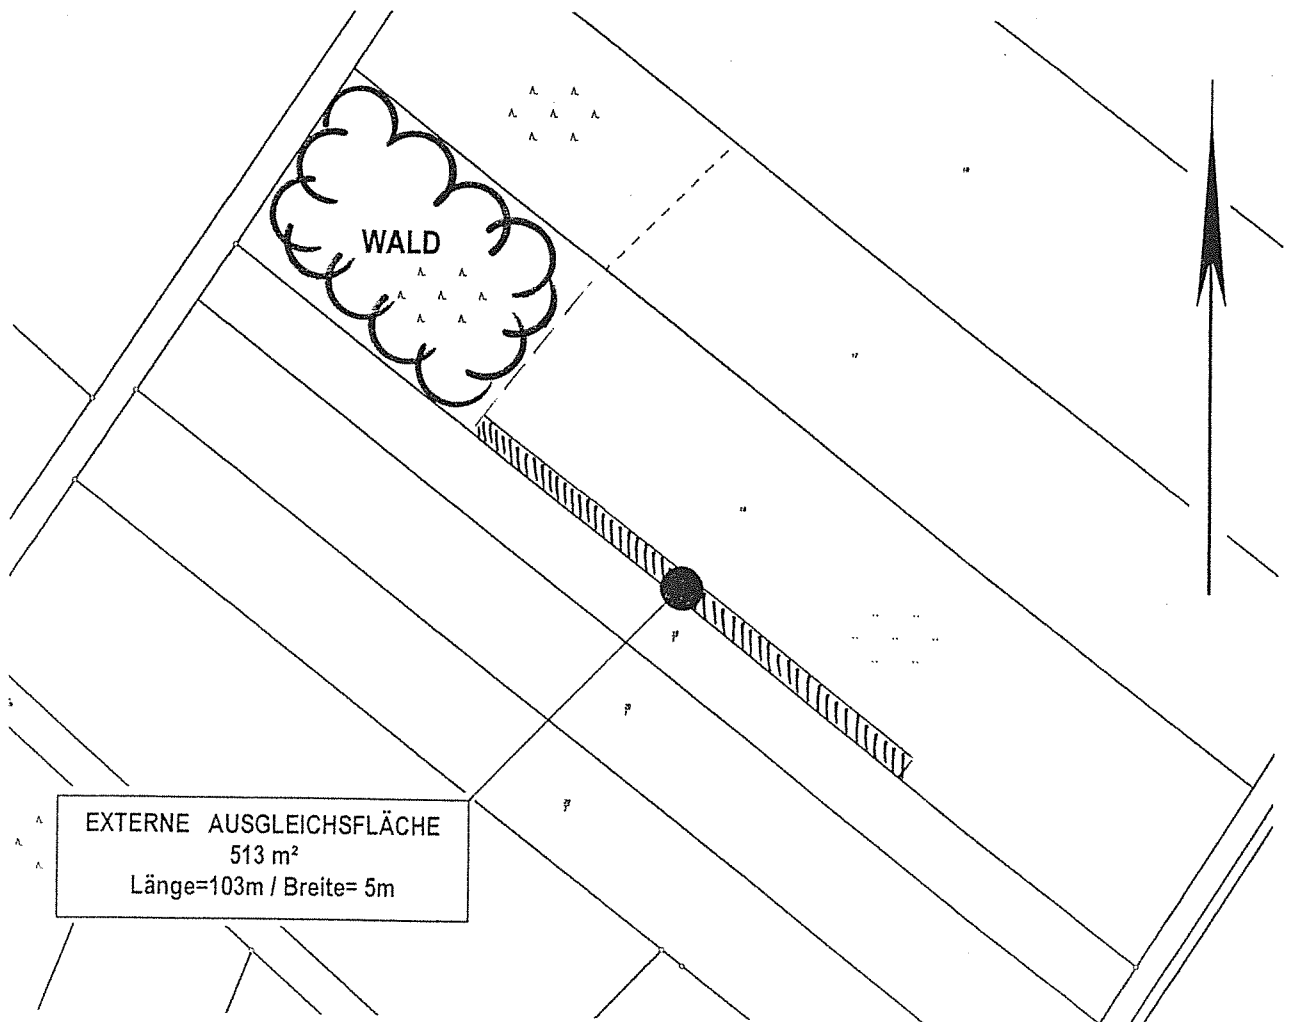 WALD
EXTERNE AUSGLEICHSFLÄCHE
513 m²
Länge=103m / Breite= 5m